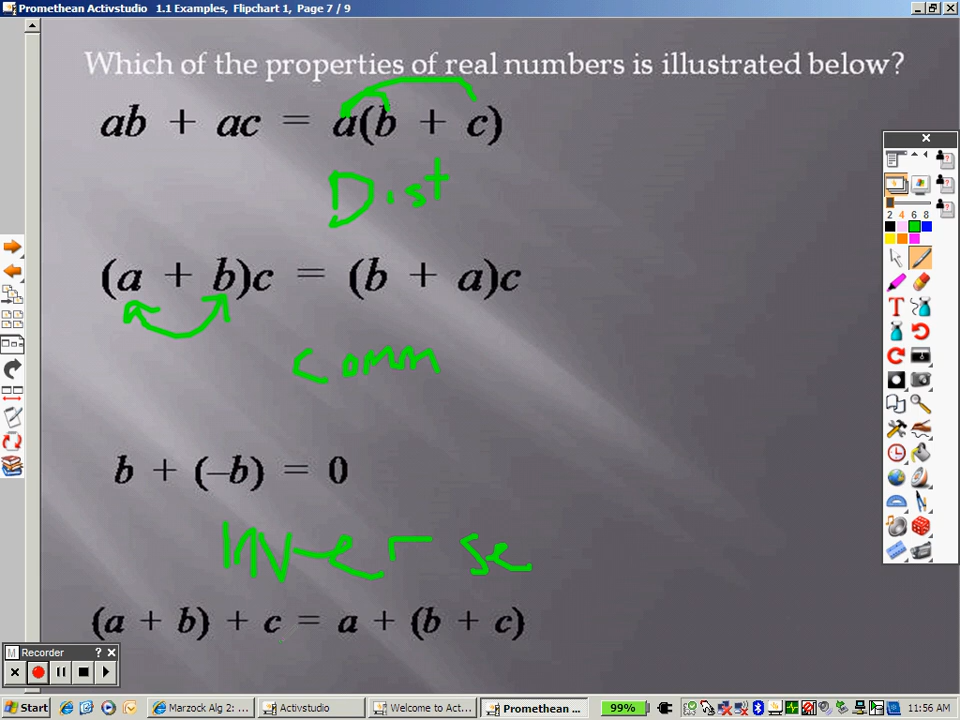 Promethean Activstudio 1.1 Examples, Flipchart 1, Page 7 / 9
Which of the properties of real numbers is illustrated below?
ab + ac = a(b + c)
Dist
(a + b)c = (b + a)c
comm
b + (–b) = 0
Inverse
(a + b) + c = a + (b + c)
2 4 6 8
T
M Recorder ? X
Start
Marzock Alg 2: ...
Activstudio
Welcome to Act...
Promethean ...
99%
11:56 AM